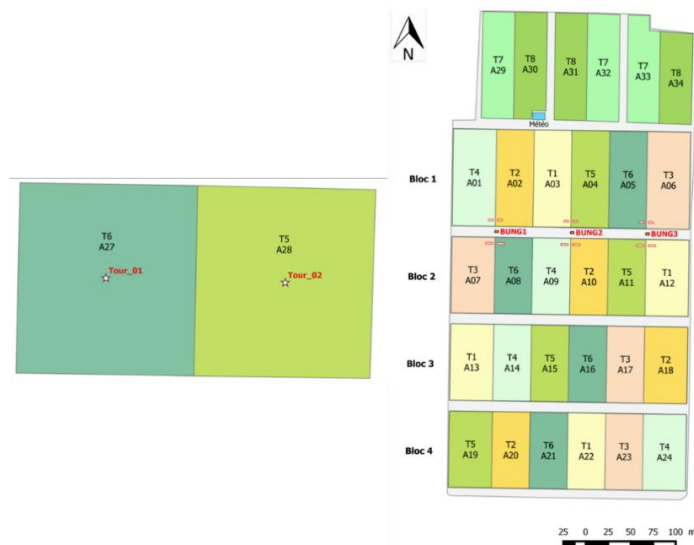 N
T7
A29
T8
A30
T8
A31
T7
A32
T7
A33
T8
A34
Météo
Bloc 1
T4
A01
T2
A02
T1
A03
T5
A04
T6
A05
T3
A06
BUNG1
BUNG2
BUNG3
Bloc 2
T3
A07
T6
A08
T4
A09
T2
A10
T5
A11
T1
A12
Bloc 3
T1
A13
T4
A14
T5
A15
T6
A16
T3
A17
T2
A18
Bloc 4
T5
A19
T2
A20
T6
A21
T1
A22
T3
A23
T4
A24
T6
A27
Tour_01
T5
A28
Tour_02
25 0 25 50 75 100 m